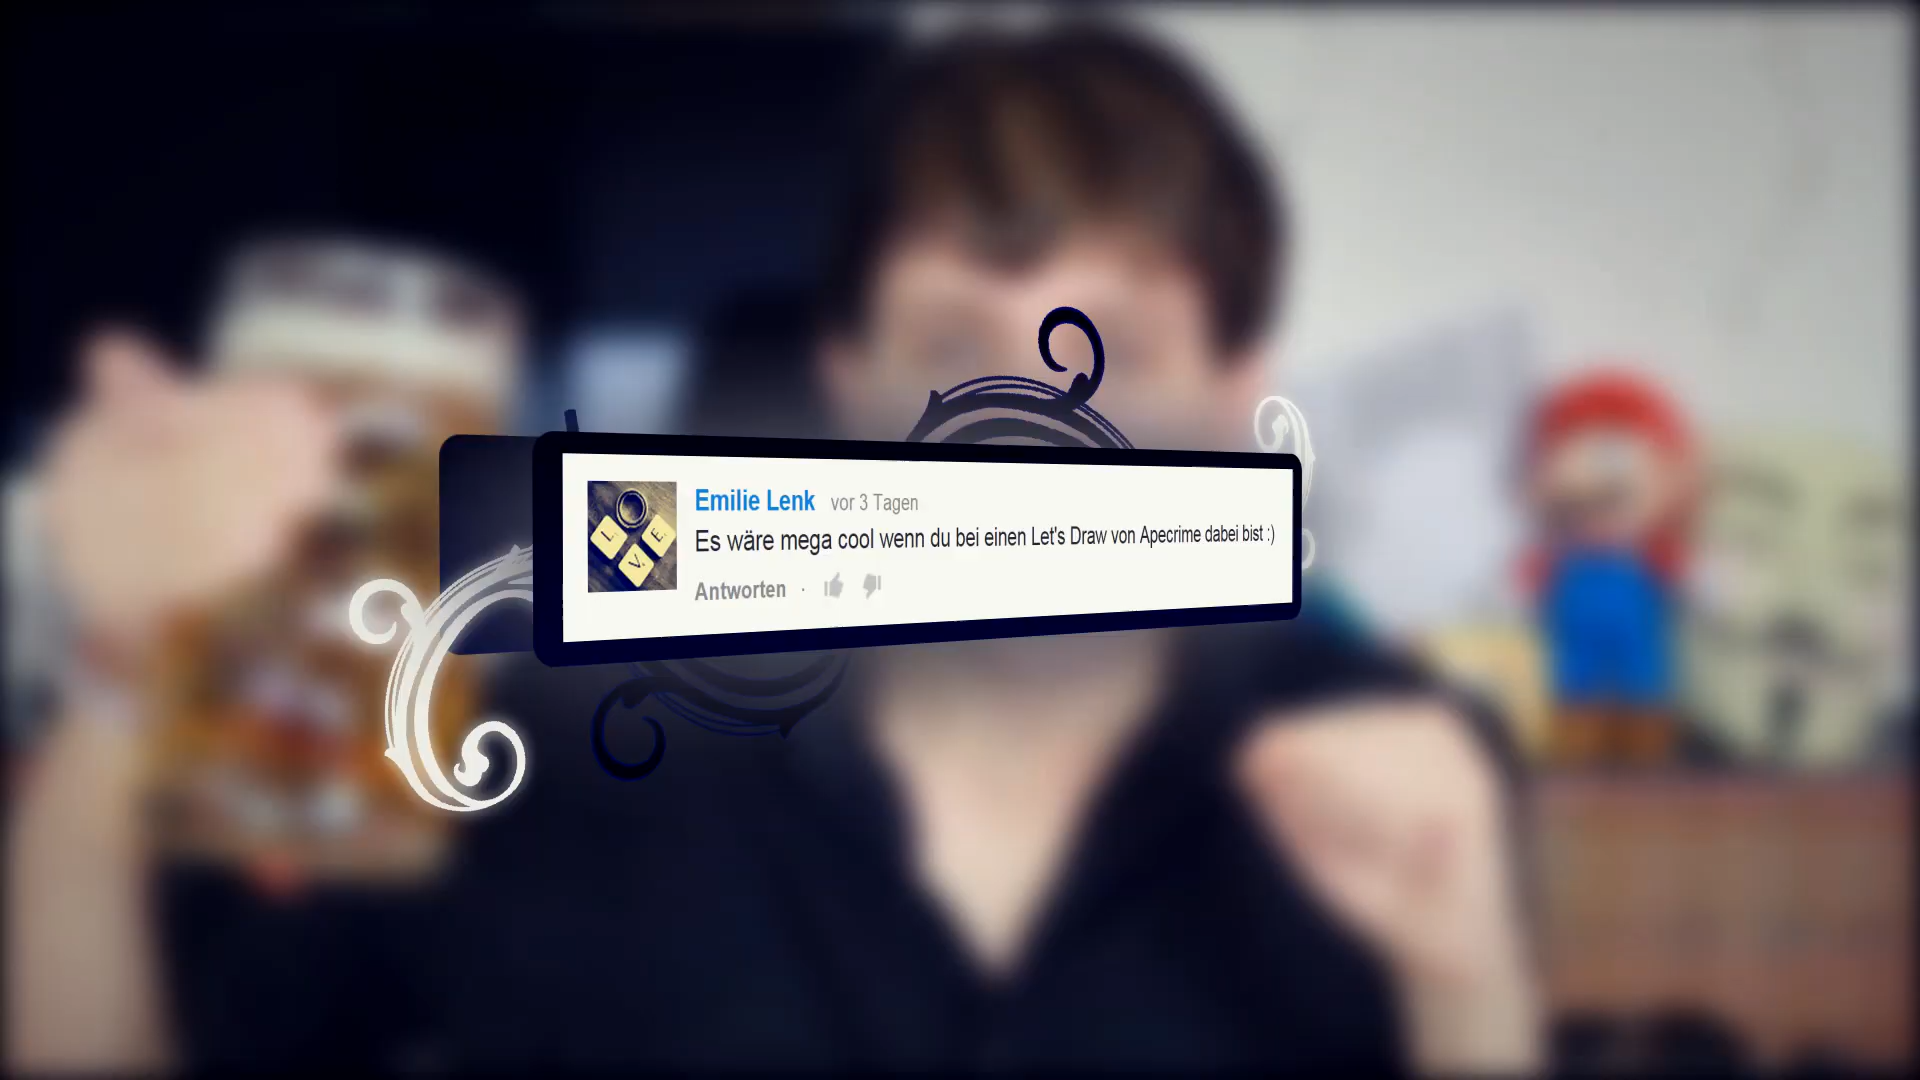 Emilie Lenk vor 3 Tagen
Es wäre mega cool wenn du bei einen Let's Draw von Apecrime dabei bist :)
Antworten ·
L V E